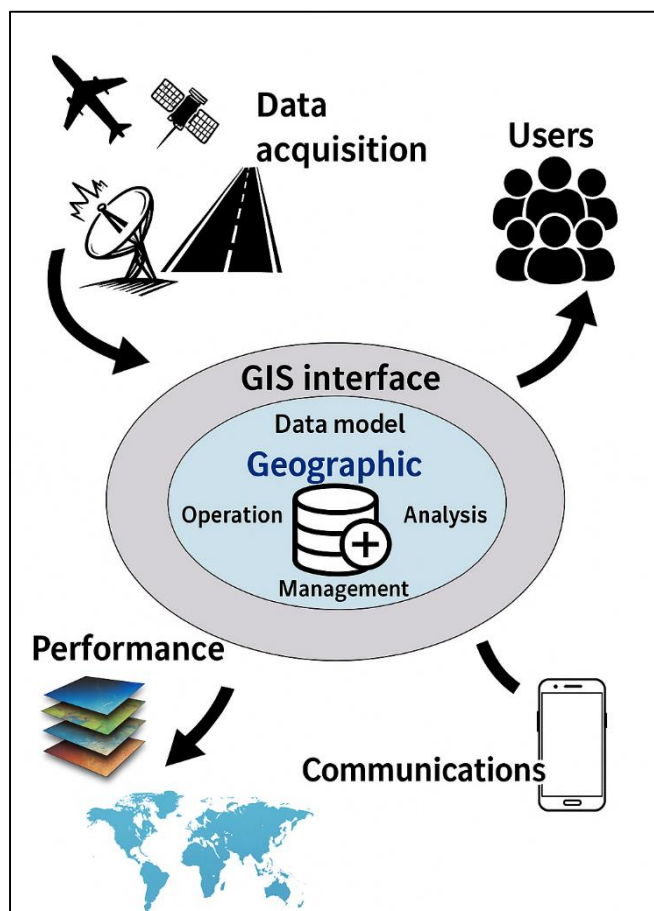 Data
acquisition
Users
GIS interface
Data model
Geographic
Operation
Analysis
Management
Performance
Communications